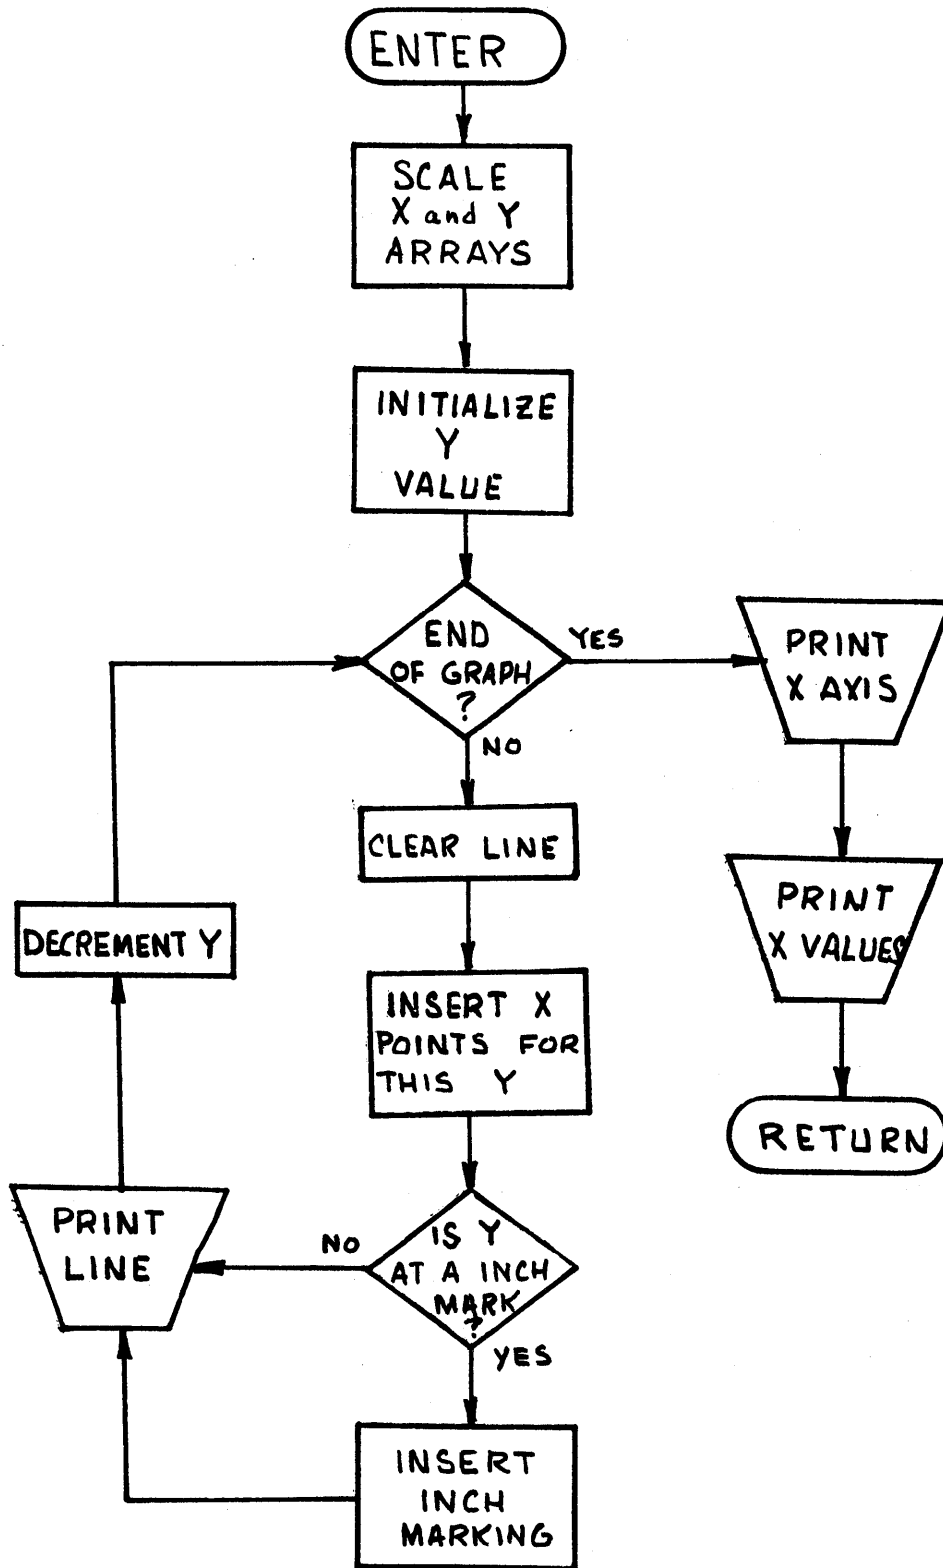 ENTER
SCALE
X and Y
ARRAYS
INITIALIZE
Y
VALUE
END
OF GRAPH
?
YES
NO
PRINT
X AXIS
PRINT
X VALUES
RETURN
CLEAR LINE
INSERT X
POINTS FOR
THIS Y
IS Y
AT A INCH
MARK
?
NO
YES
INSERT
INCH
MARKING
PRINT
LINE
DECREMENT Y